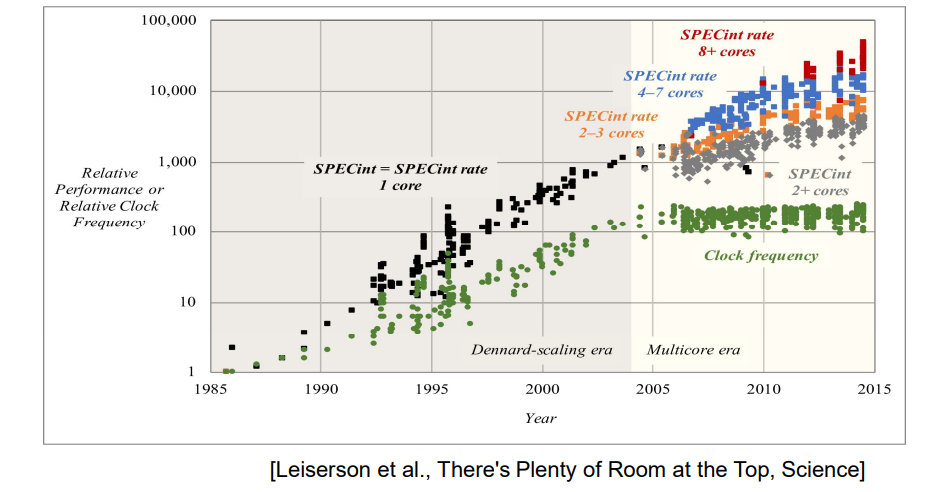 100,000
10,000
1,000
100
10
1
Relative
Performance or
Relative Clock
Frequency
SPECint rate
8+ cores
SPECint rate
4–7 cores
SPECint rate
2–3 cores
SPECint = SPECint rate
1 core
SPECint
2+ cores
Clock frequency
Dennard-scaling era
Multicore era
1985
1990
1995
2000
2005
2010
2015
Year
[Leiserson et al., There's Plenty of Room at the Top, Science]